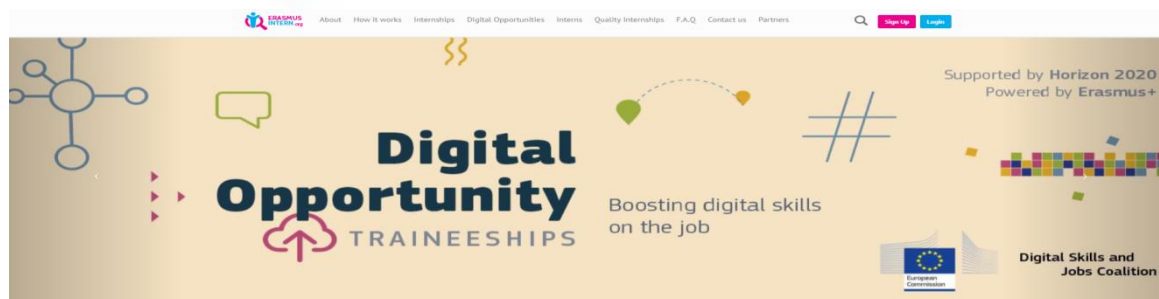 ERASMUS
INTERN.org
About How it works Internships Digital Opportunities Interns Quality Internships F.A.Q Contact us Partners
Sign Up Login
Supported by Horizon 2020
Powered by Erasmus+
Digital
Opportunity
TRAINEESHIPS
Boosting digital skills
on the job
European
Commission
Digital Skills and
Jobs Coalition